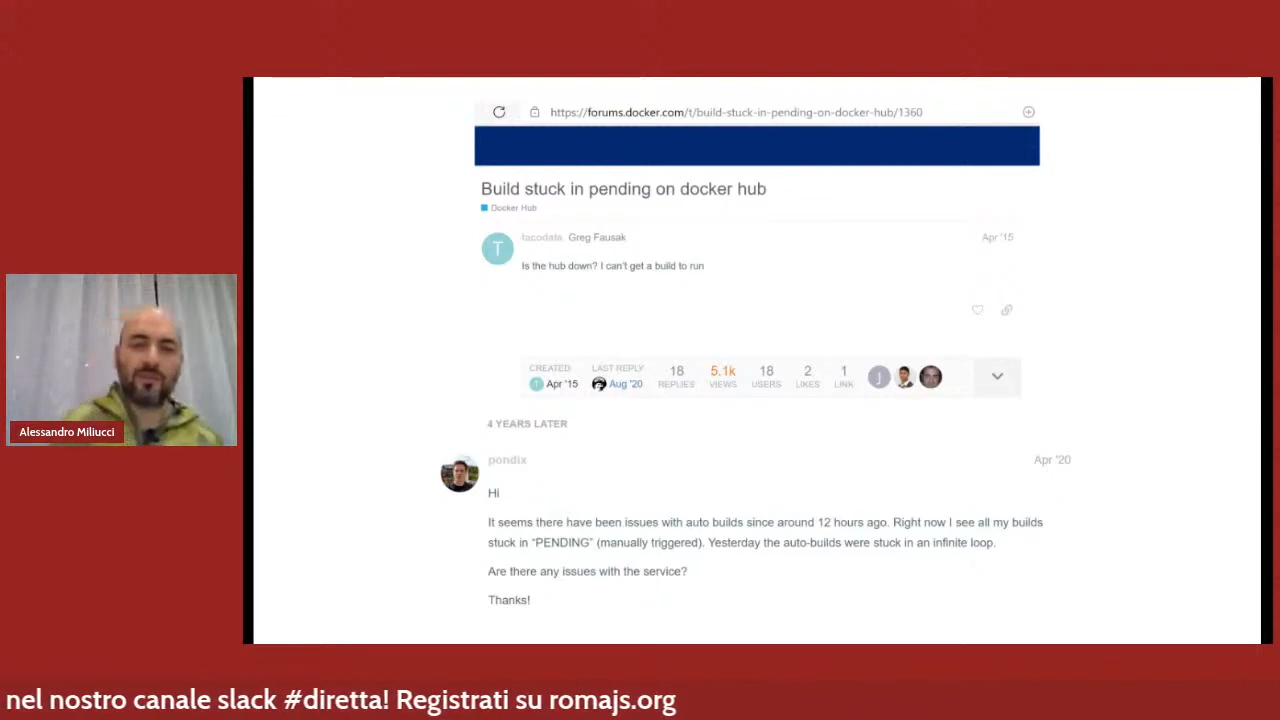 https://forums.docker.com/t/build-stuck-in-pending-on-docker-hub/1360
Build stuck in pending on docker hub
Docker Hub
T
tacodata Greg Fausak
Apr '15
Is the hub down? I can't get a build to run
CREATED
LAST REPLY
18
5.1k
18
2
1
Apr '15
Aug '20
REPLIES
VIEWS
USERS
LIKES
LINK
J
4 YEARS LATER
pondix
Apr '20
Hi
It seems there have been issues with auto builds since around 12 hours ago. Right now I see all my builds
stuck in "PENDING" (manually triggered). Yesterday the auto-builds were stuck in an infinite loop.
Are there any issues with the service?
Thanks!
Alessandro Miliucci
nel nostro canale slack #diretta! Registrati su romajs.org